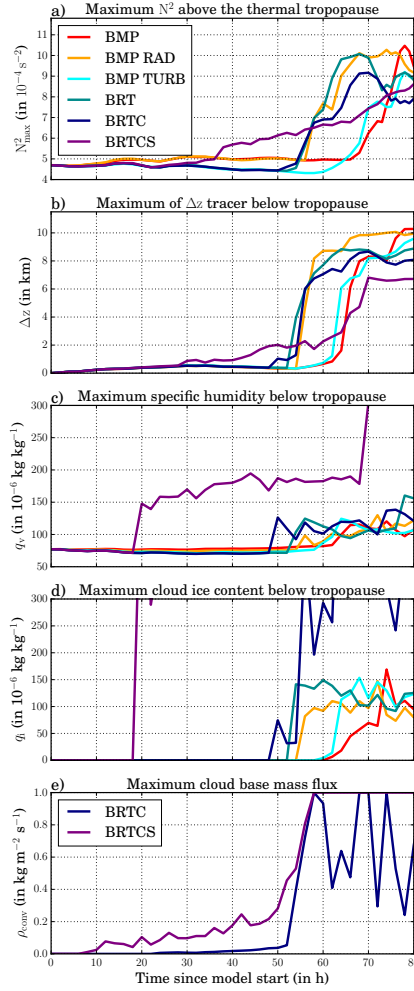 a) Maximum N² above the thermal tropopause
N²max (in 10⁻⁴ s⁻²)
11
10
9
8
7
6
5
4
BMP
BMP RAD
BMP TURB
BRT
BRTC
BRTCS
b) Maximum of Δz tracer below tropopause
Δz (in km)
10
8
6
4
2
0
c) Maximum specific humidity below tropopause
qv (in 10⁻⁶ kg kg⁻¹)
300
250
200
150
100
50
d) Maximum cloud ice content below tropopause
qi (in 10⁻⁶ kg kg⁻¹)
300
250
200
150
100
50
0
e) Maximum cloud base mass flux
ρconv (in kg m⁻² s⁻¹)
1.0
0.8
0.6
0.4
0.2
0.0
BRTC
BRTCS
0 10 20 30 40 50 60 70 80
Time since model start (in h)